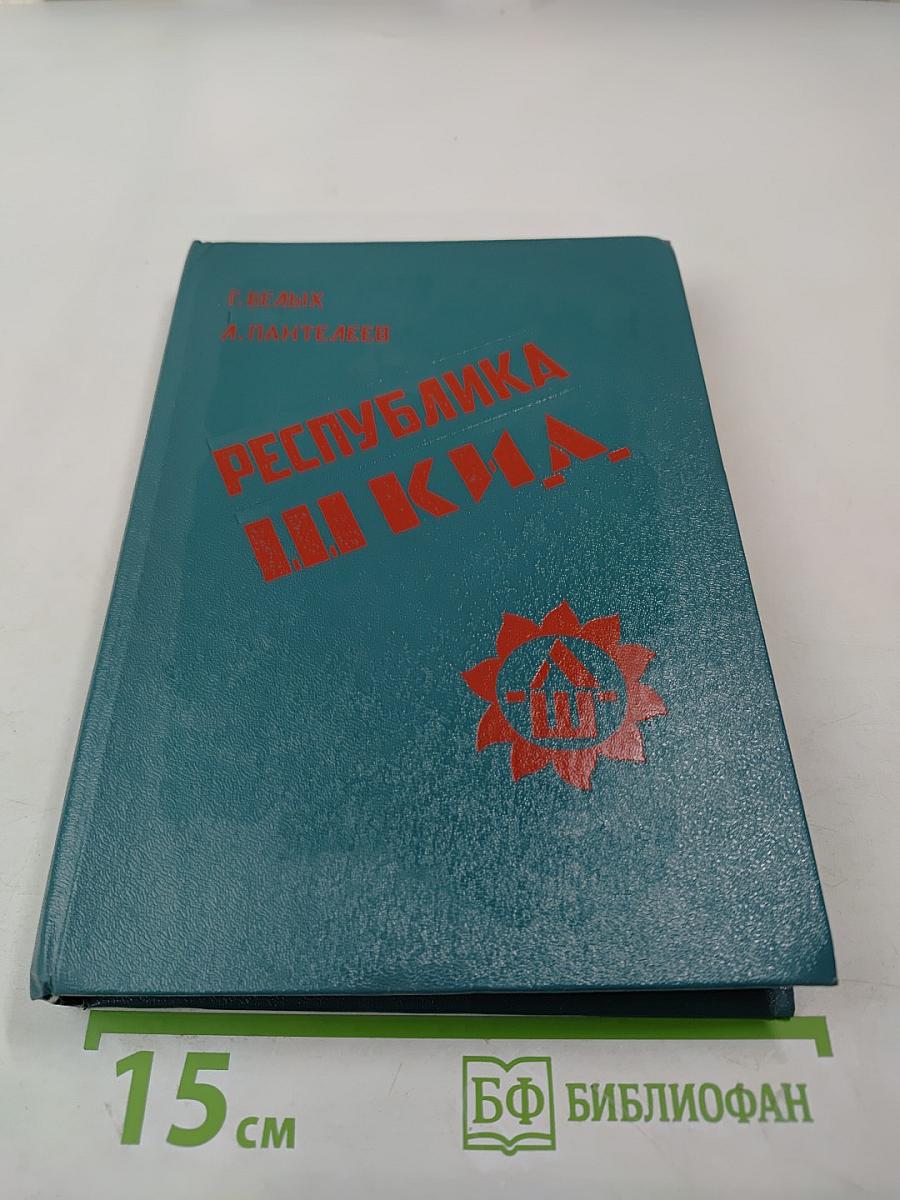 Г. БЕЛЫХ
Л. ПАНТЕЛЕЕВ
РЕСПУБЛИКА
ШКИД
Ш
15 см
БФ БИБЛИОФАН